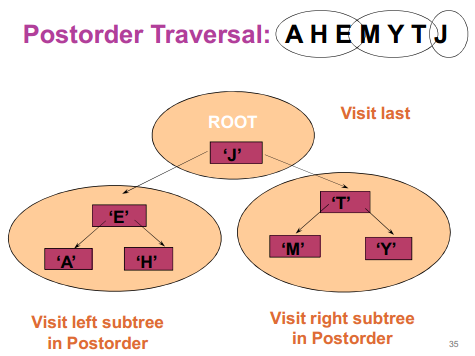 Postorder Traversal: A H E M Y T J
ROOT
Visit last
‘J’
‘E’
‘T’
‘A’ ‘H’
‘M’ ‘Y’
Visit left subtree
in Postorder
Visit right subtree
in Postorder
35